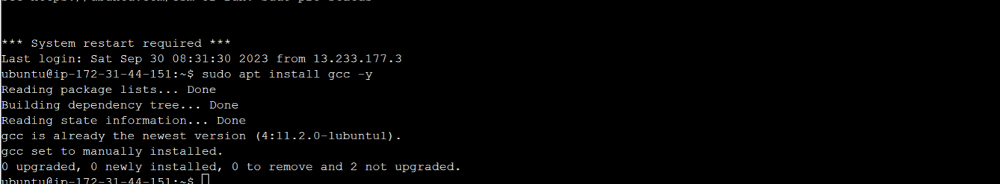 *** System restart required ***
Last login: Sat Sep 30 08:31:30 2023 from 13.233.177.3
ubuntu@ip-172-31-44-151:~$ sudo apt install gcc -y
Reading package lists... Done
Building dependency tree... Done
Reading state information... Done
gcc is already the newest version (4:11.2.0-1ubuntu1).
gcc set to manually installed.
0 upgraded, 0 newly installed, 0 to remove and 2 not upgraded.
ubuntu@ip-172-31-44-151:~$